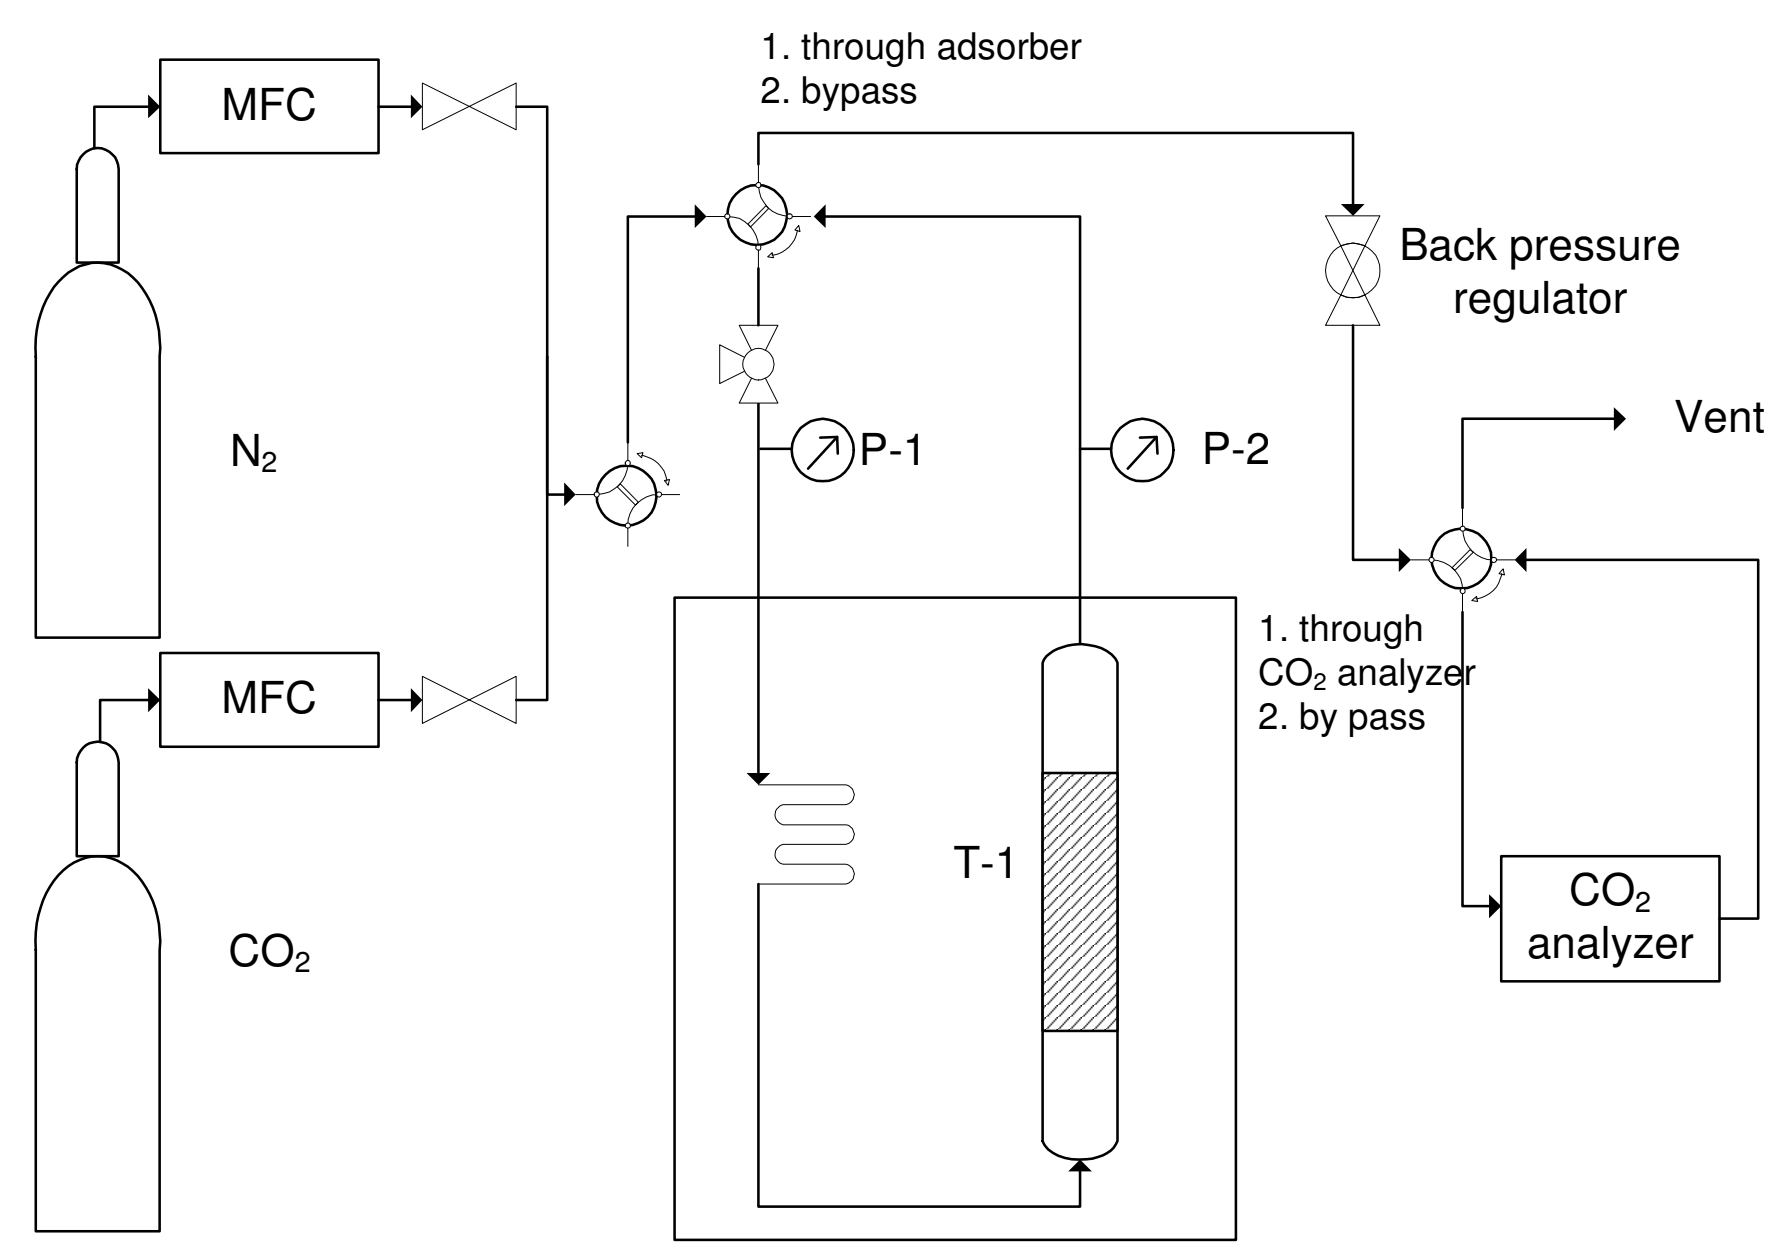 1. through adsorber
2. bypass
MFC
Back pressure
regulator
Vent
N₂
P-1
P-2
1. through
CO₂ analyzer
2. by pass
MFC
T-1
CO₂
analyzer
CO₂